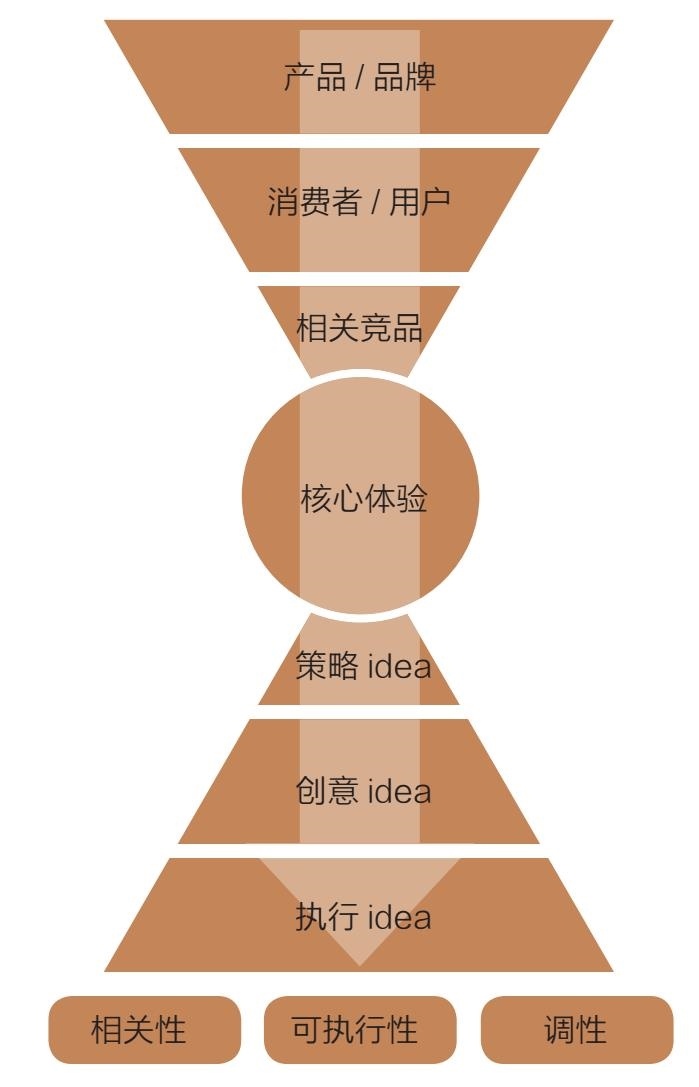 产品 / 品牌
消费者 / 用户
相关竞品
核心体验
策略 idea
创意 idea
执行 idea
相关性 可执行性 调性